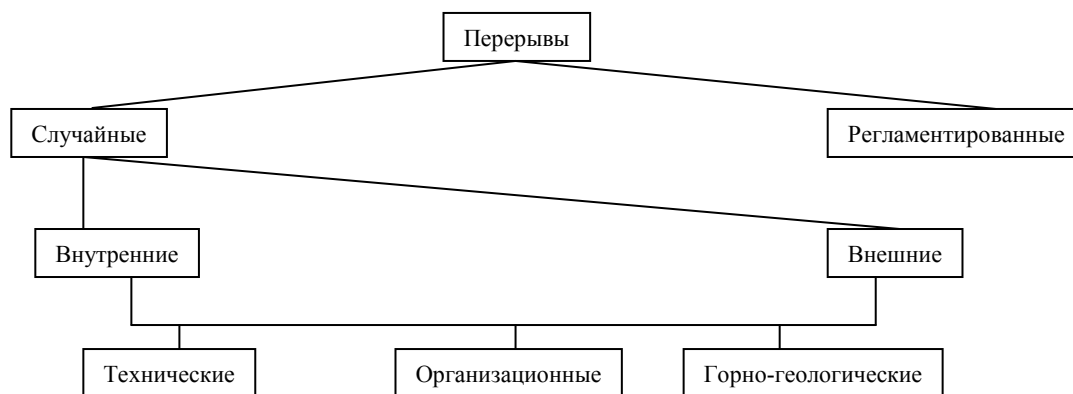 Перерывы
Случайные
Регламентированные
Внутренние
Внешние
Технические
Организационные
Горно-геологические